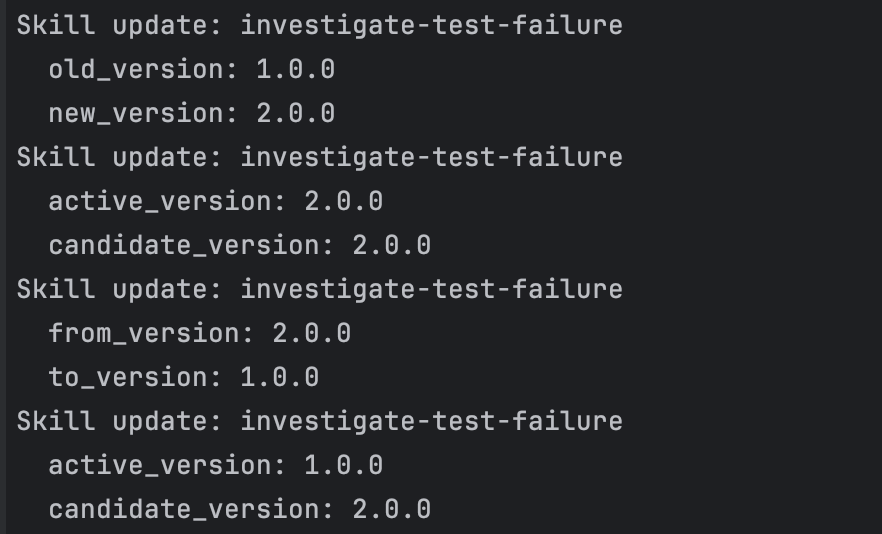 Skill update: investigate-test-failure
  old_version: 1.0.0
  new_version: 2.0.0
Skill update: investigate-test-failure
  active_version: 2.0.0
  candidate_version: 2.0.0
Skill update: investigate-test-failure
  from_version: 2.0.0
  to_version: 1.0.0
Skill update: investigate-test-failure
  active_version: 1.0.0
  candidate_version: 2.0.0